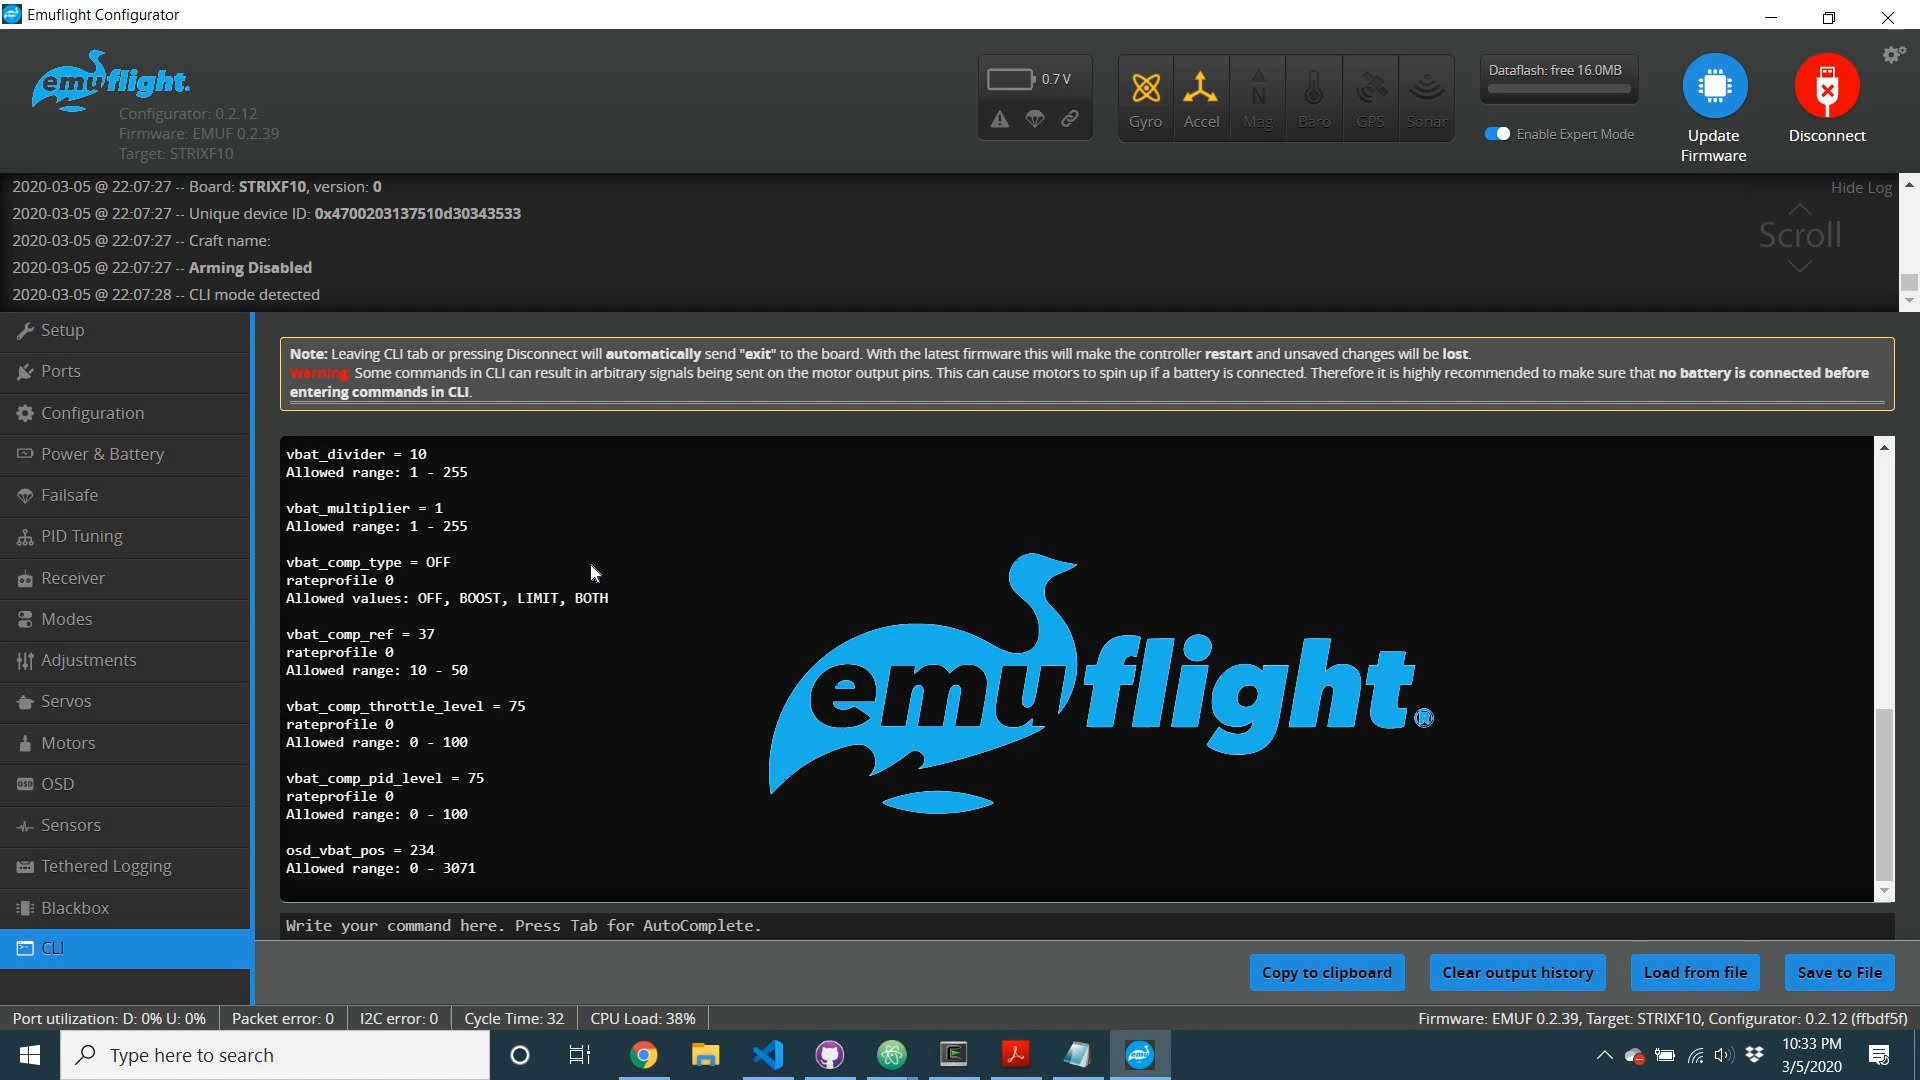 Emuflight Configurator
emuflight.
Configurator: 0.2.12
Firmware: EMUF 0.2.39
Target: STRIXF10
0.7 V
Gyro
Accel
Mag
Baro
GPS
Sonar
Dataflash: free 16.0MB
Enable Expert Mode
Update
Firmware
Disconnect
2020-03-05 @ 22:07:27 -- Board: STRIXF10, version: 0
2020-03-05 @ 22:07:27 -- Unique device ID: 0x4700203137510d30343533
2020-03-05 @ 22:07:27 -- Craft name:
2020-03-05 @ 22:07:27 -- Arming Disabled
2020-03-05 @ 22:07:28 -- CLI mode detected
Hide Log
Scroll
Setup
Ports
Configuration
Power & Battery
Failsafe
PID Tuning
Receiver
Modes
Adjustments
Servos
Motors
OSD
Sensors
Tethered Logging
Blackbox
CLI
Note: Leaving CLI tab or pressing Disconnect will automatically send "exit" to the board. With the latest firmware this will make the controller restart and unsaved changes will be lost.
Warning: Some commands in CLI can result in arbitrary signals being sent on the motor output pins. This can cause motors to spin up if a battery is connected. Therefore it is highly recommended to make sure that no battery is connected before
entering commands in CLI.
vbat_divider = 10
Allowed range: 1 - 255
vbat_multiplier = 1
Allowed range: 1 - 255
vbat_comp_type = OFF
rateprofile 0
Allowed values: OFF, BOOST, LIMIT, BOTH
vbat_comp_ref = 37
rateprofile 0
Allowed range: 10 - 50
vbat_comp_throttle_level = 75
rateprofile 0
Allowed range: 0 - 100
vbat_comp_pid_level = 75
rateprofile 0
Allowed range: 0 - 100
osd_vbat_pos = 234
Allowed range: 0 - 3071
emuflight.®
Write your command here. Press Tab for AutoComplete.
Copy to clipboard
Clear output history
Load from file
Save to File
Port utilization: D: 0% U: 0%
Packet error: 0
I2C error: 0
Cycle Time: 32
CPU Load: 38%
Firmware: EMUF 0.2.39, Target: STRIXF10, Configurator: 0.2.12 (ffbdf5f)
Type here to search
10:33 PM
3/5/2020